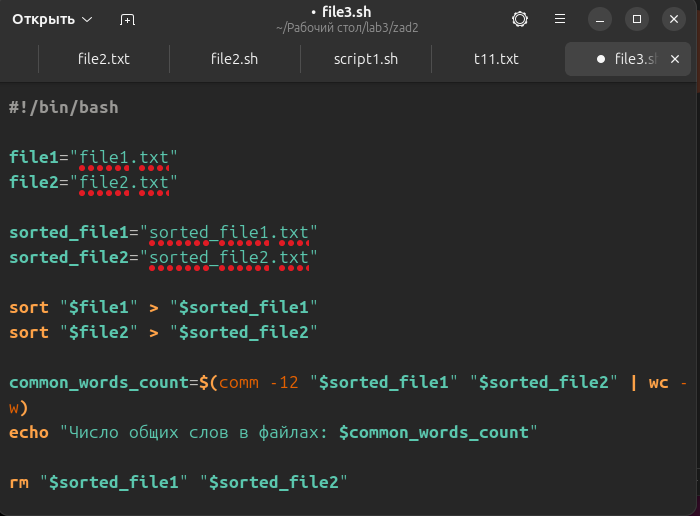 Открыть
• file3.sh
~/Рабочий стол/lab3/zad2
file2.txt
file2.sh
script1.sh
t11.txt
● file3.sh
#!/bin/bash
file1="file1.txt"
file2="file2.txt"
sorted_file1="sorted_file1.txt"
sorted_file2="sorted_file2.txt"
sort "$file1" > "$sorted_file1"
sort "$file2" > "$sorted_file2"
common_words_count=$(comm -12 "$sorted_file1" "$sorted_file2" | wc -
w)
echo "Число общих слов в файлах: $common_words_count"
rm "$sorted_file1" "$sorted_file2"